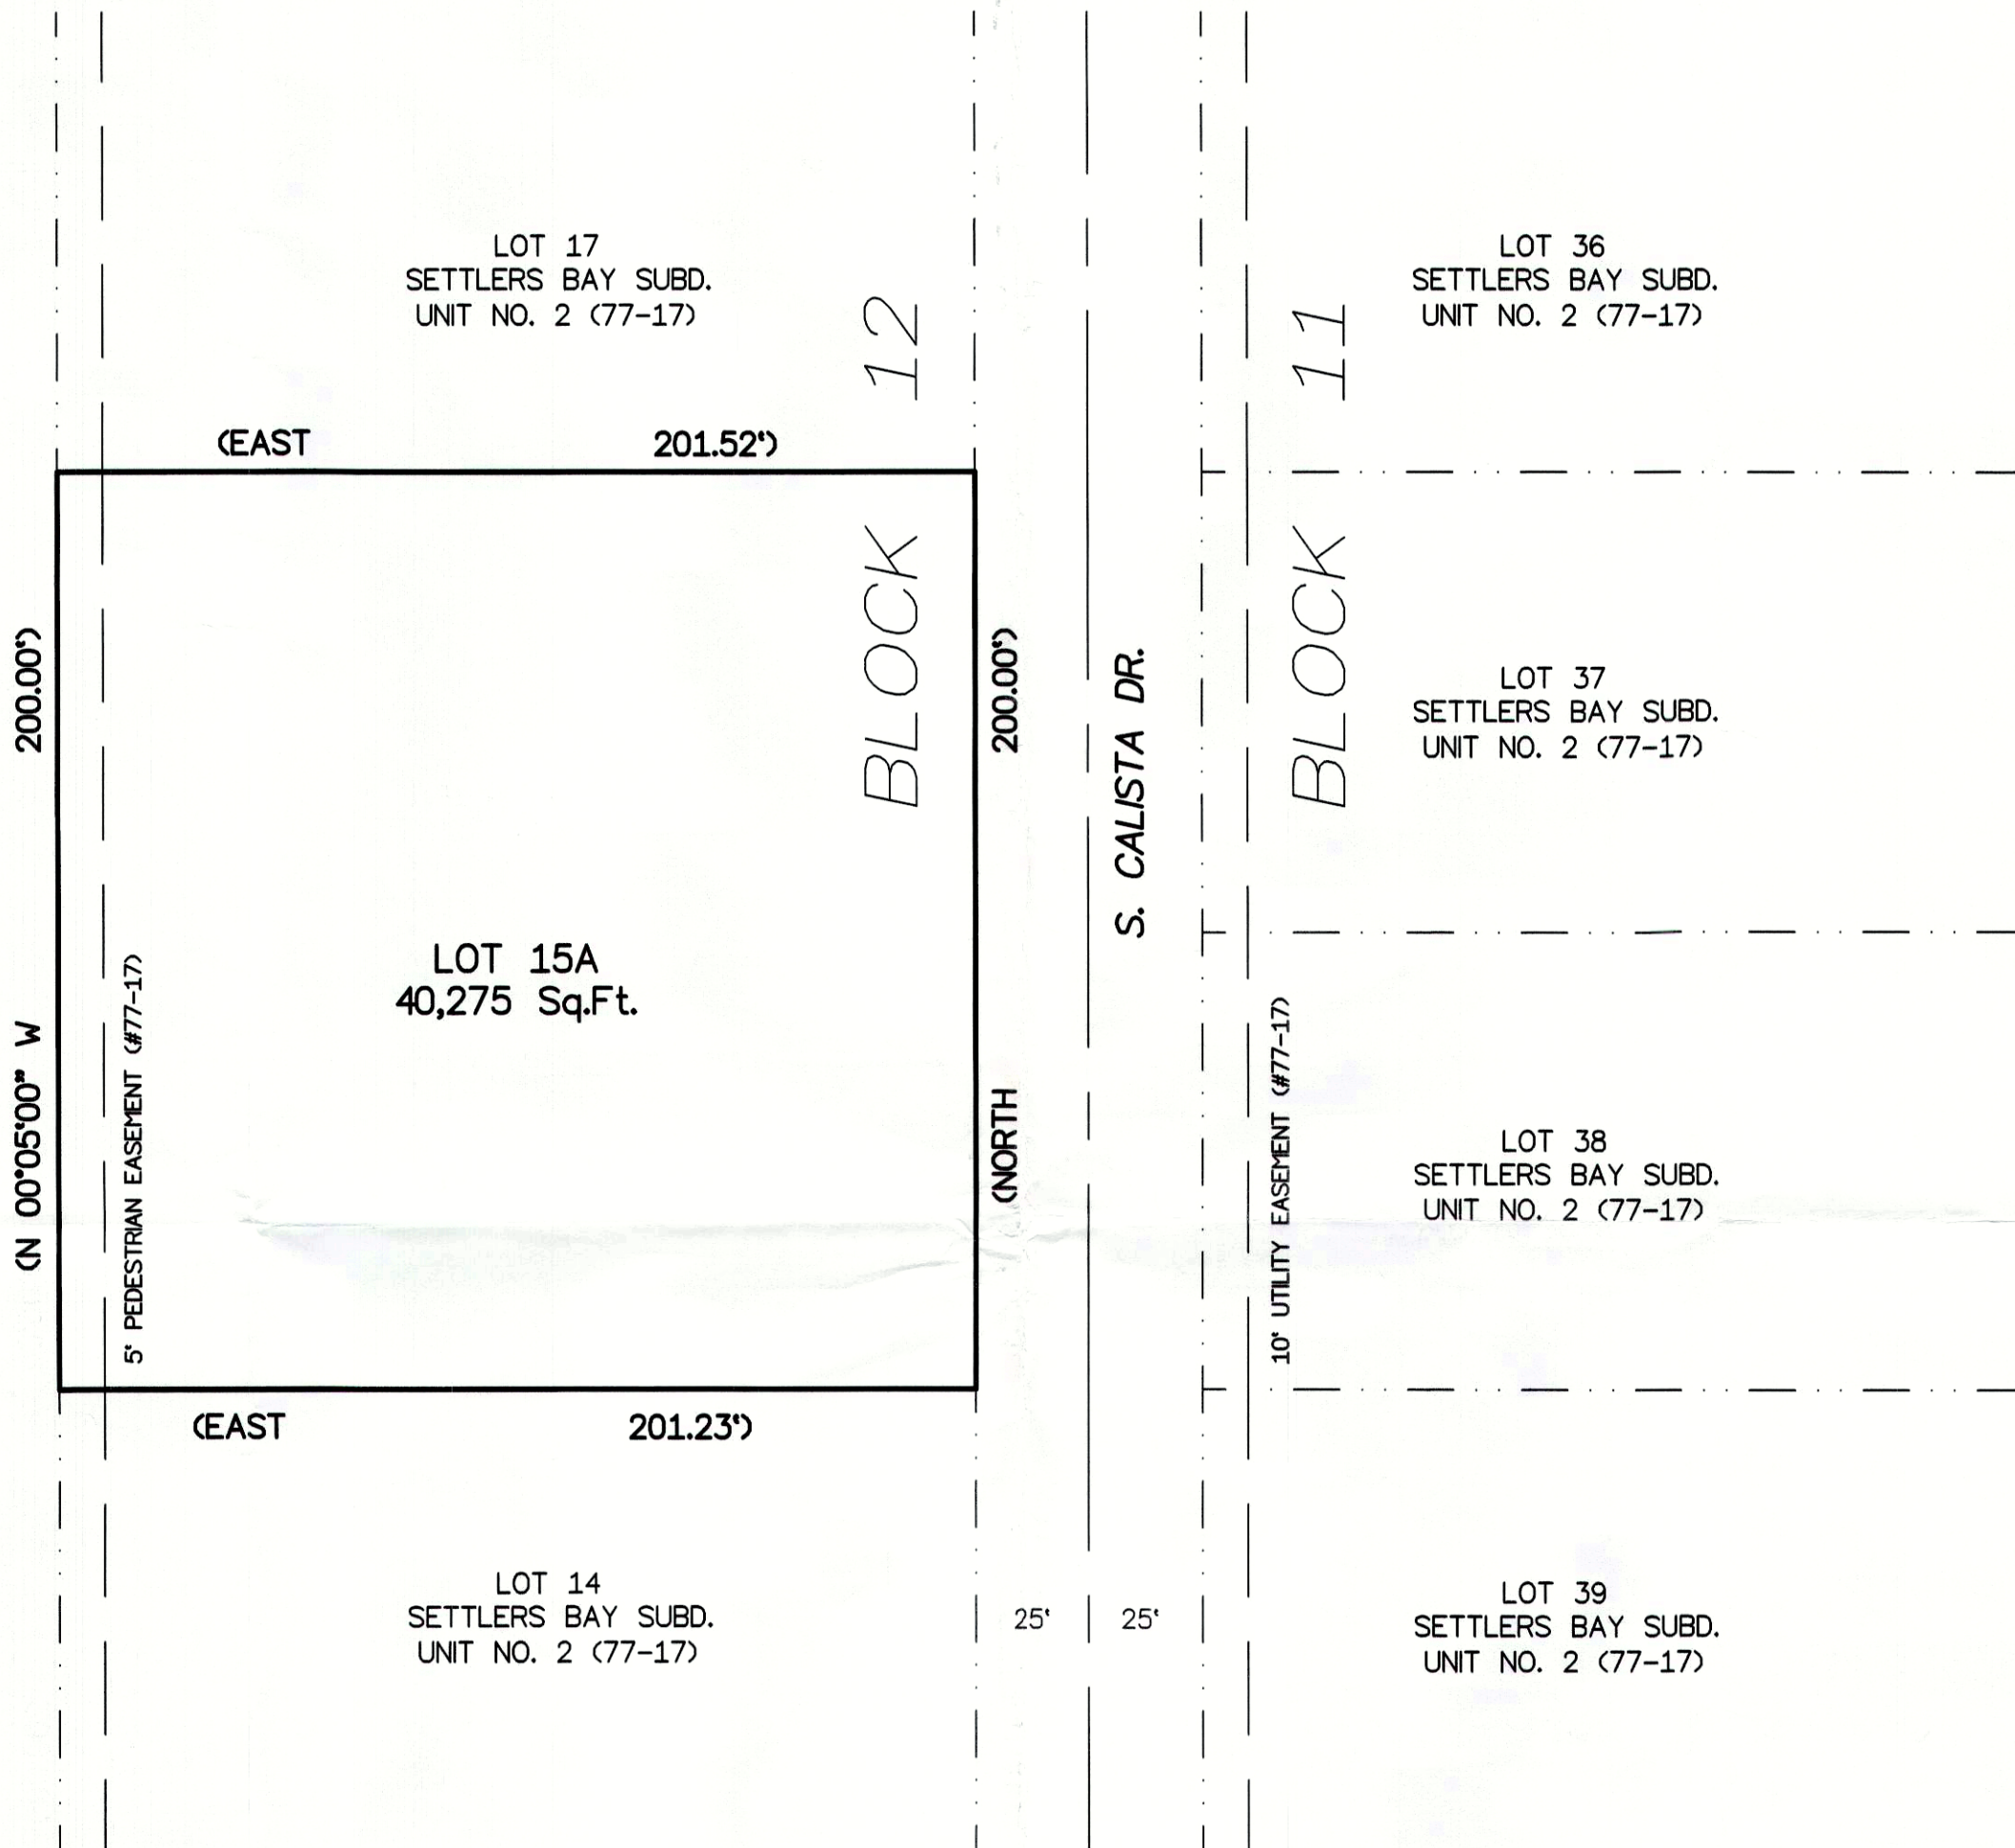 LOT 17
SETTLERS BAY SUBD.
UNIT NO. 2 (77-17)
BLOCK 12
LOT 36
SETTLERS BAY SUBD.
UNIT NO. 2 (77-17)
BLOCK 11
(EAST 201.52')
(N 00°05'00" W 200.00')
5' PEDESTRIAN EASEMENT (#77-17)
LOT 15A
40,275 Sq.Ft.
(NORTH 200.00')
S. CALISTA DR.
10' UTILITY EASEMENT (#77-17)
LOT 37
SETTLERS BAY SUBD.
UNIT NO. 2 (77-17)
LOT 38
SETTLERS BAY SUBD.
UNIT NO. 2 (77-17)
(EAST 201.23')
LOT 14
SETTLERS BAY SUBD.
UNIT NO. 2 (77-17)
25' 25'
LOT 39
SETTLERS BAY SUBD.
UNIT NO. 2 (77-17)